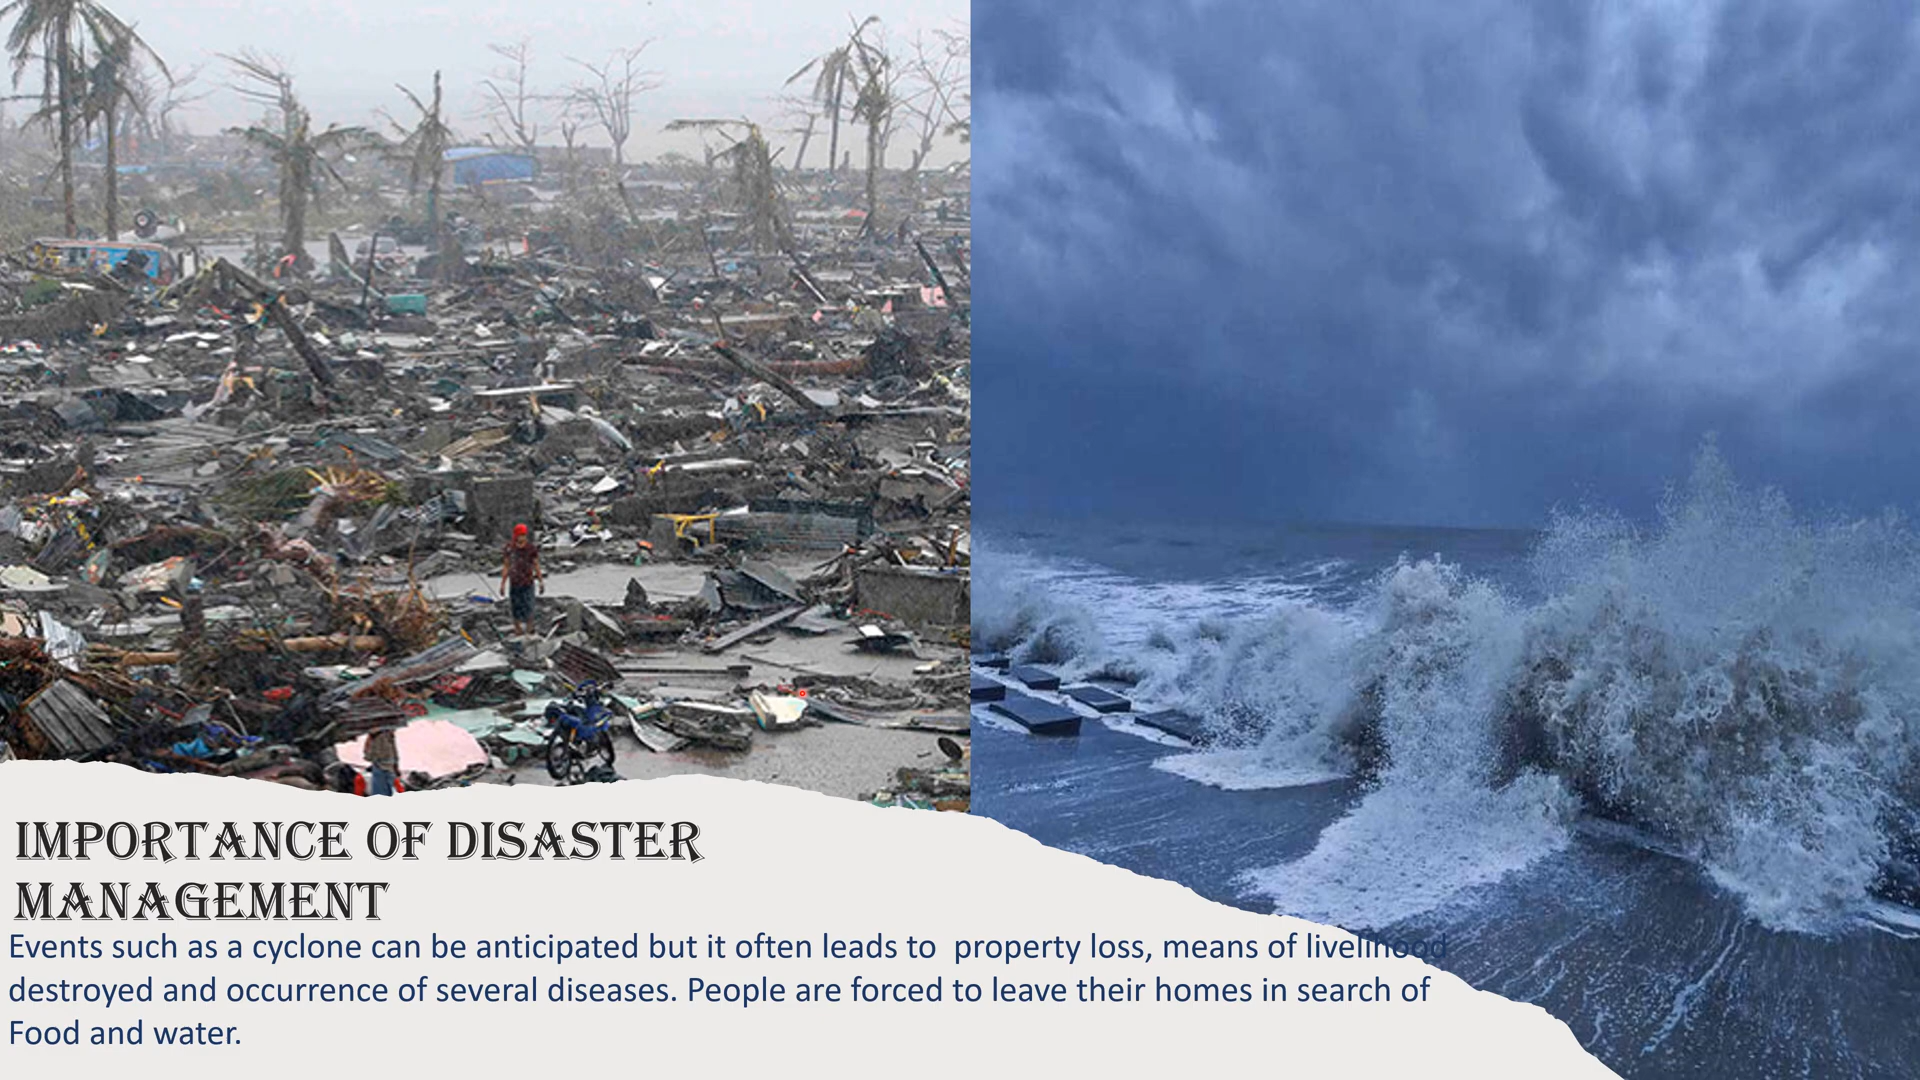 IMPORTANCE OF DISASTER
MANAGEMENT
Events such as a cyclone can be anticipated but it often leads to  property loss, means of livelihood
destroyed and occurrence of several diseases. People are forced to leave their homes in search of
Food and water.